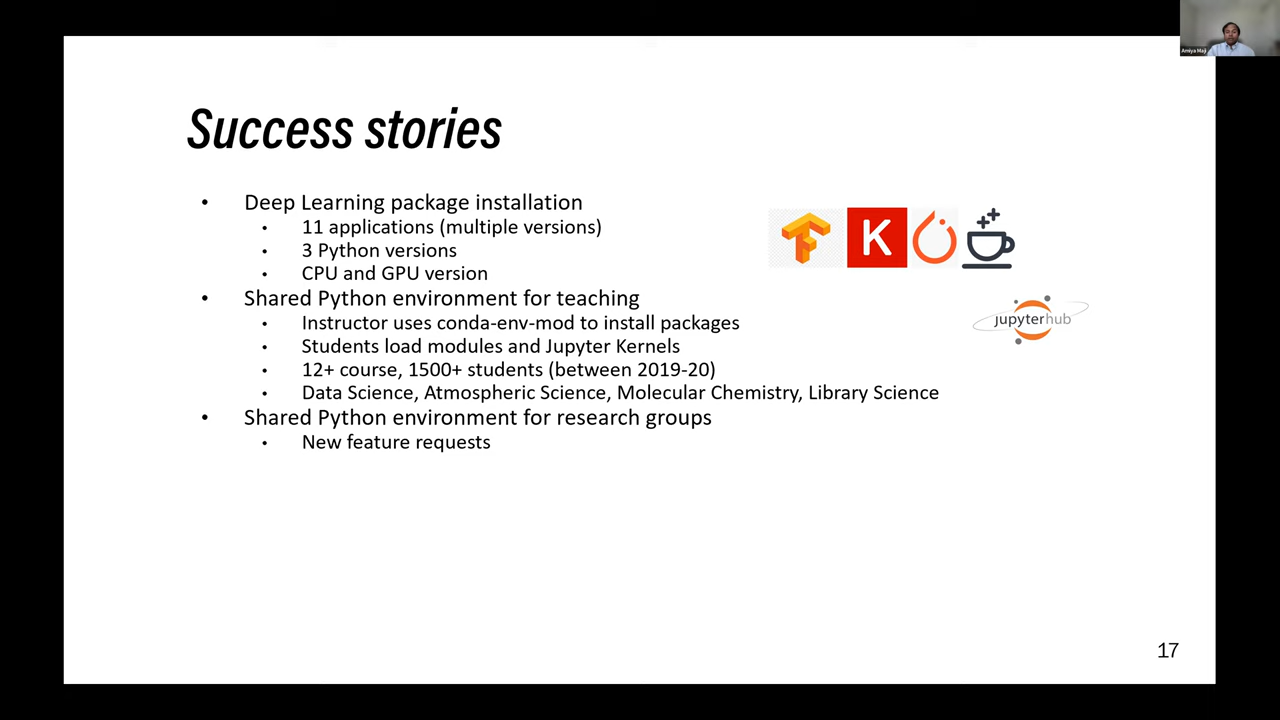 Amiya Maji
Success stories
• Deep Learning package installation
• 11 applications (multiple versions)
• 3 Python versions
• CPU and GPU version
• Shared Python environment for teaching
• Instructor uses conda-env-mod to install packages
• Students load modules and Jupyter Kernels
• 12+ course, 1500+ students (between 2019-20)
• Data Science, Atmospheric Science, Molecular Chemistry, Library Science
• Shared Python environment for research groups
• New feature requests
K
jupyterhub
17